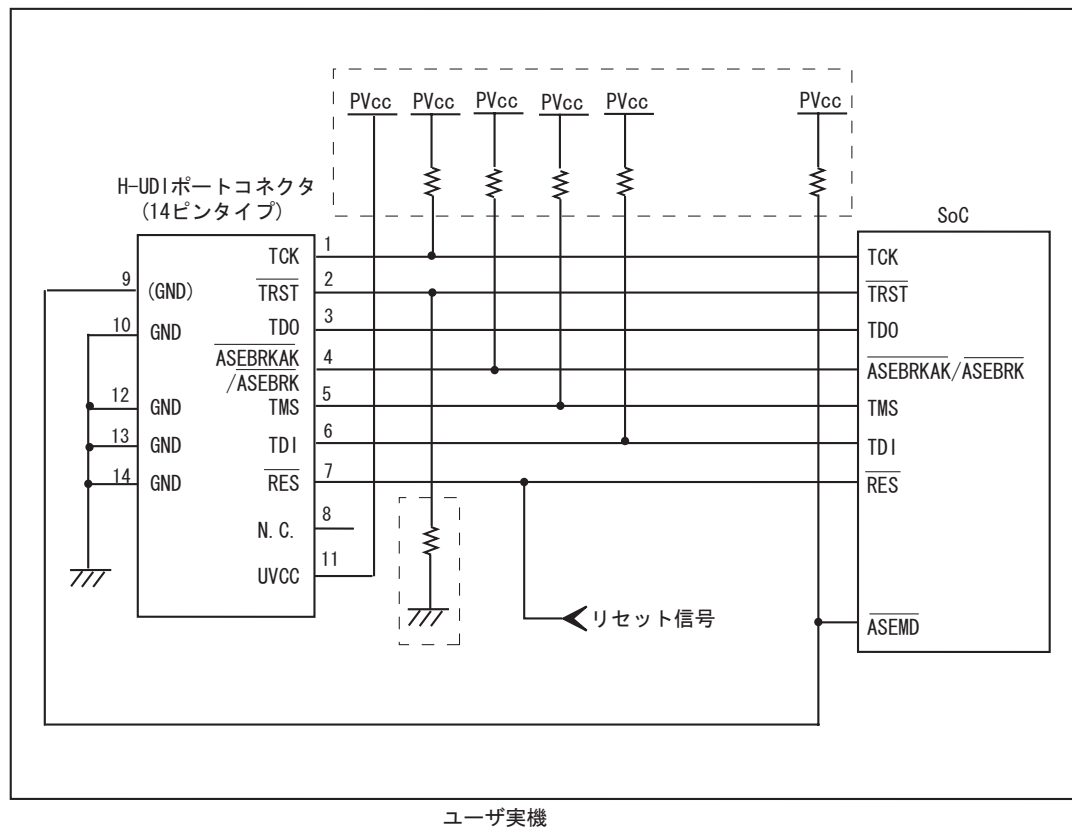 PVcc PVcc PVcc PVcc PVcc PVcc
H-UDIポートコネクタ
(14ピンタイプ)
SoC
TCK 1 TCK
9 (GND) TRST 2 TRST
10 GND TDO 3 TDO
ASEBRKAK 4 ASEBRKAK/ASEBRK
/ASEBRK
12 GND TMS 5 TMS
13 GND TDI 6 TDI
14 GND RES 7 RES
N.C. 8
UVCC 11
リセット信号
ASEMD
ユーザ実機